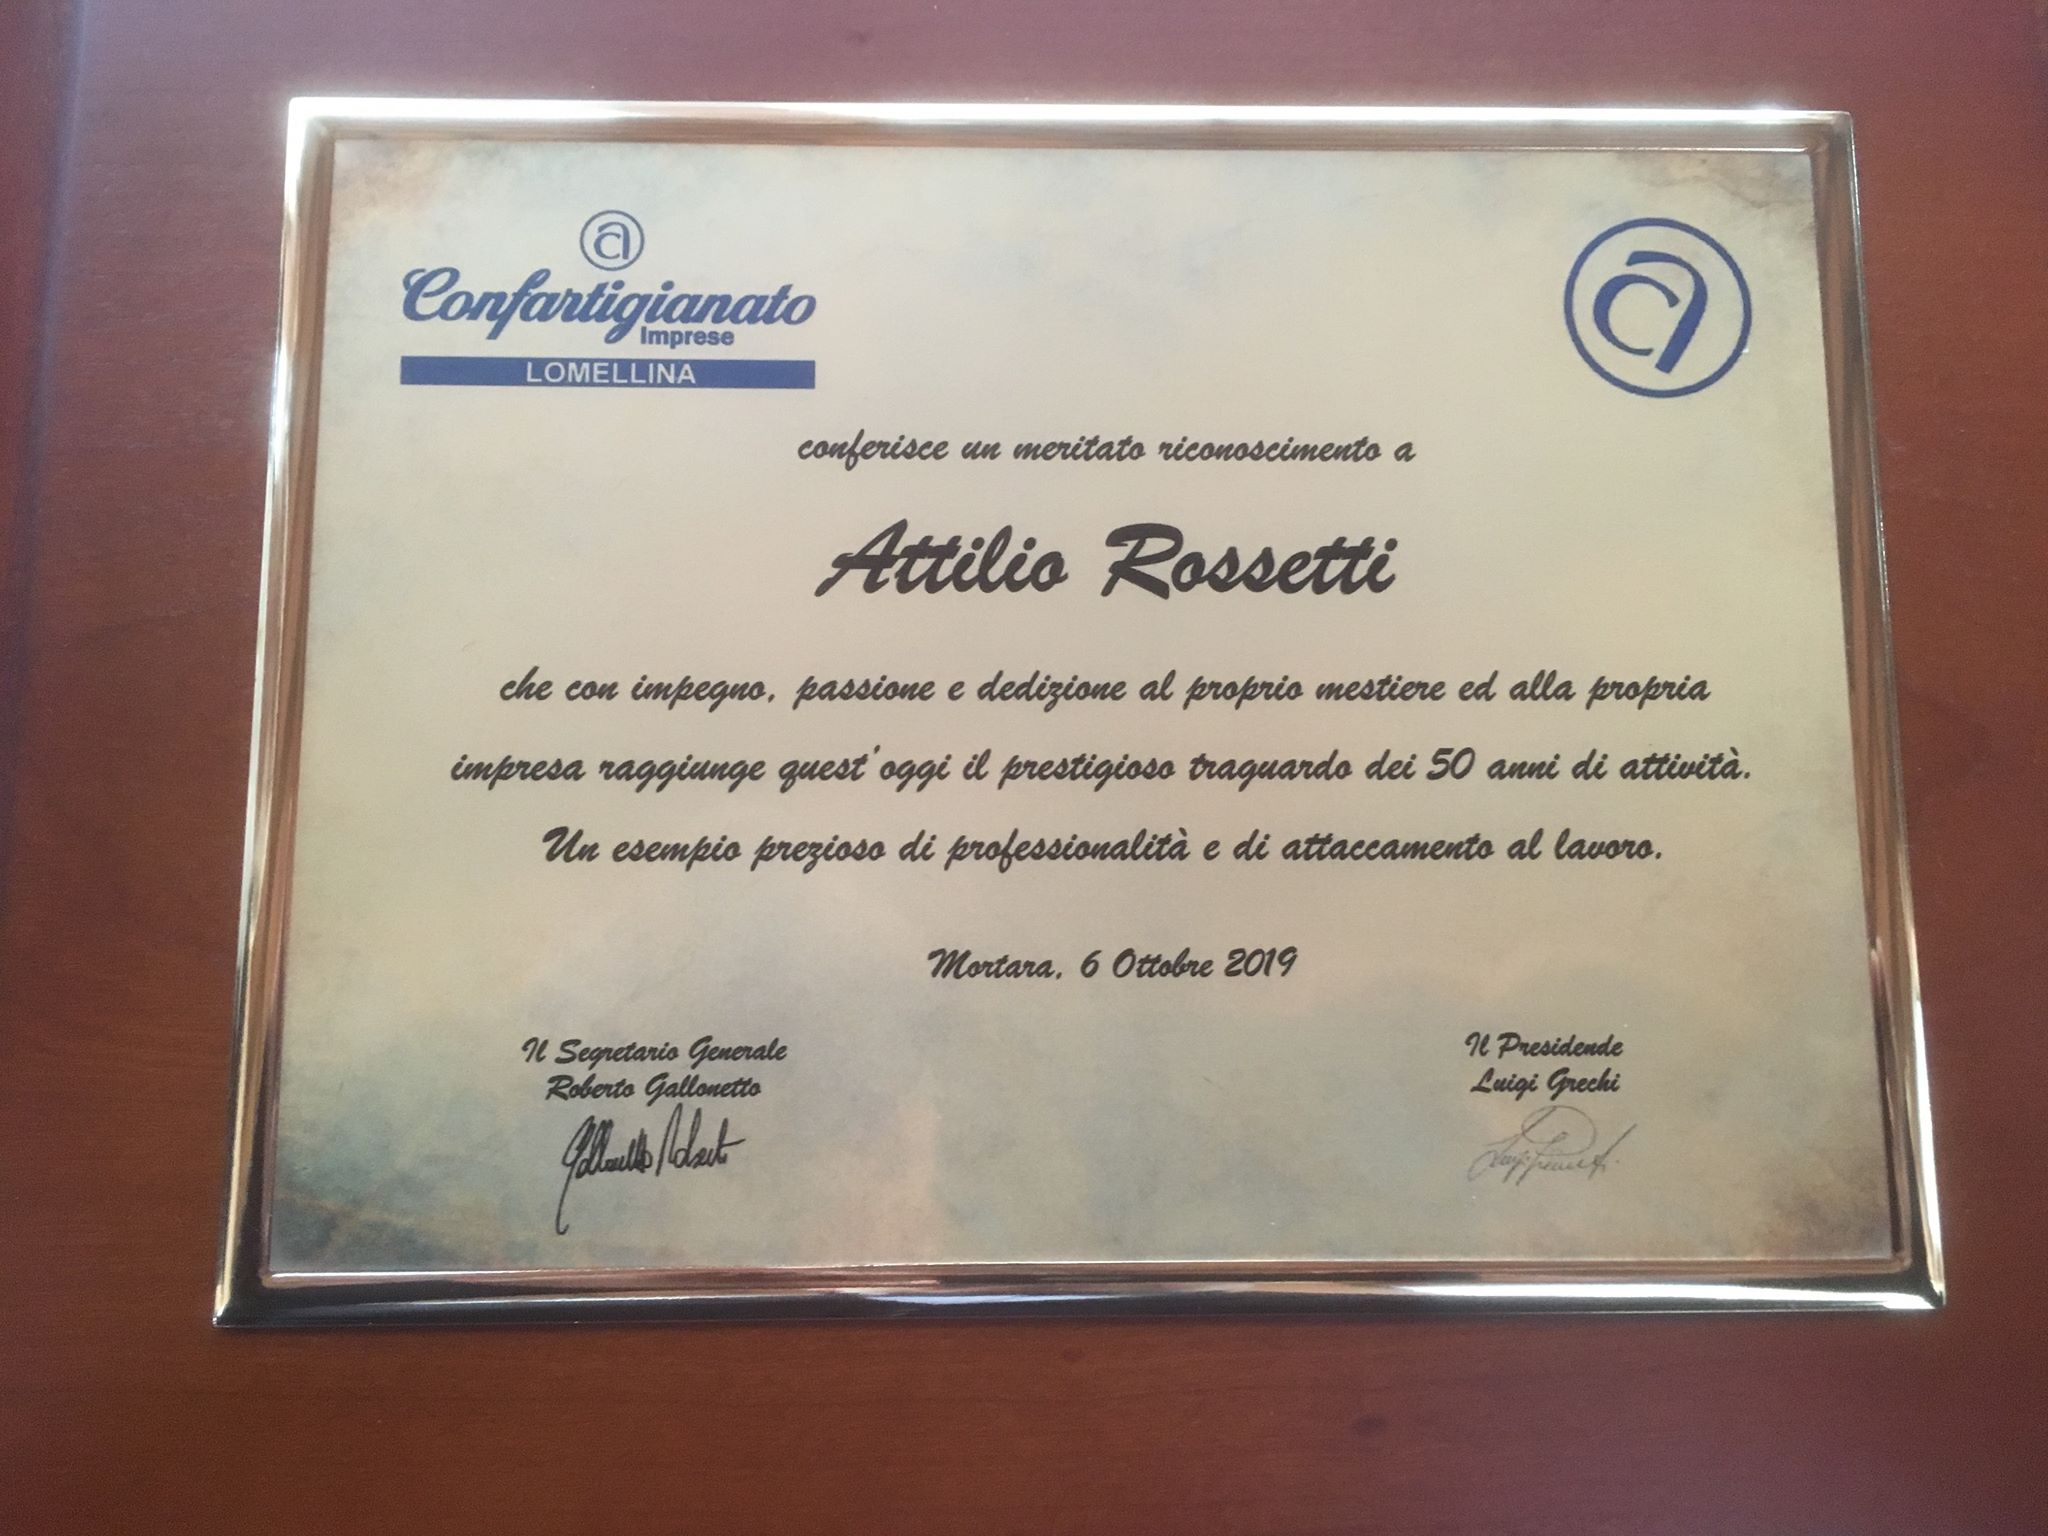 Confartigianato
Imprese
LOMELLINA
conferisce un meritato riconoscimento a
Attilio Rossetti
che con impegno, passione e dedizione al proprio mestiere ed alla propria
impresa raggiunge quest'oggi il prestigioso traguardo dei 50 anni di attività.
Un esempio prezioso di professionalità e di attaccamento al lavoro.
Mortara, 6 Ottobre 2019
Il Segretario Generale
Roberto Gallonetto
Gallonetto Roberto
Il Presidende
Luigi Grechi